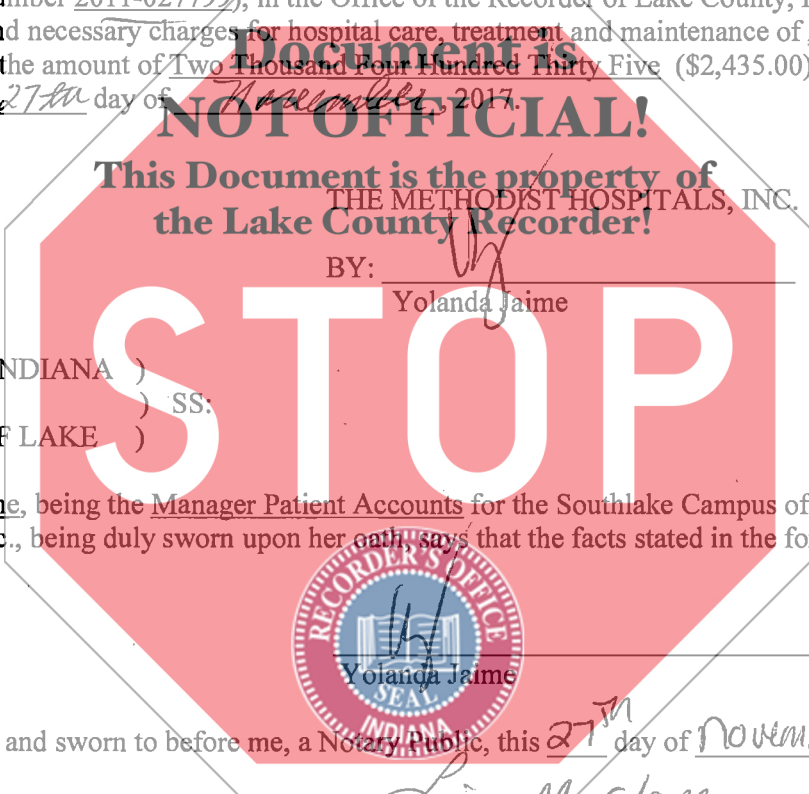 2011-027799), in the Office of the Recorder of Lake County,
nd necessary charges for hospital care, treatment and maintenance of
the amount of Two Thousand Four Hundred Thirty Five ($2,435.00)
27th day of November, 2017.
Document is
NOT OFFICIAL!
This Document is the property of
the Lake County Recorder!
THE METHODIST HOSPITALS, INC.
BY:
Yolanda Jaime
STOP
NDIANA )
) SS:
F LAKE )
ne, being the Manager Patient Accounts for the Southlake Campus of
c., being duly sworn upon her oath, says that the facts stated in the fo
RECORDER'S OFFICE
SEAL
INDIANA
Yolanda Jaime
and sworn to before me, a Notary Public, this 27th day of Novem